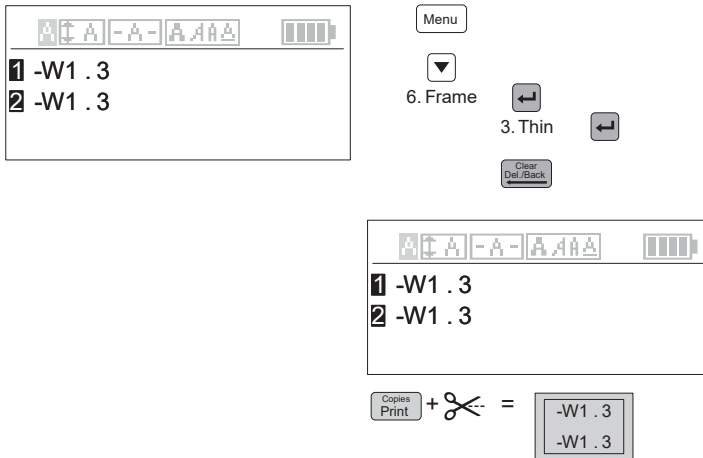 A A -A- A A A A
1 -W1 . 3
2 -W1 . 3
Menu
▼
6. Frame ↵
3. Thin ↵
Clear
Del./Back
A A -A- A A A A
1 -W1 . 3
2 -W1 . 3
Copies
Print + =
-W1 . 3
-W1 . 3